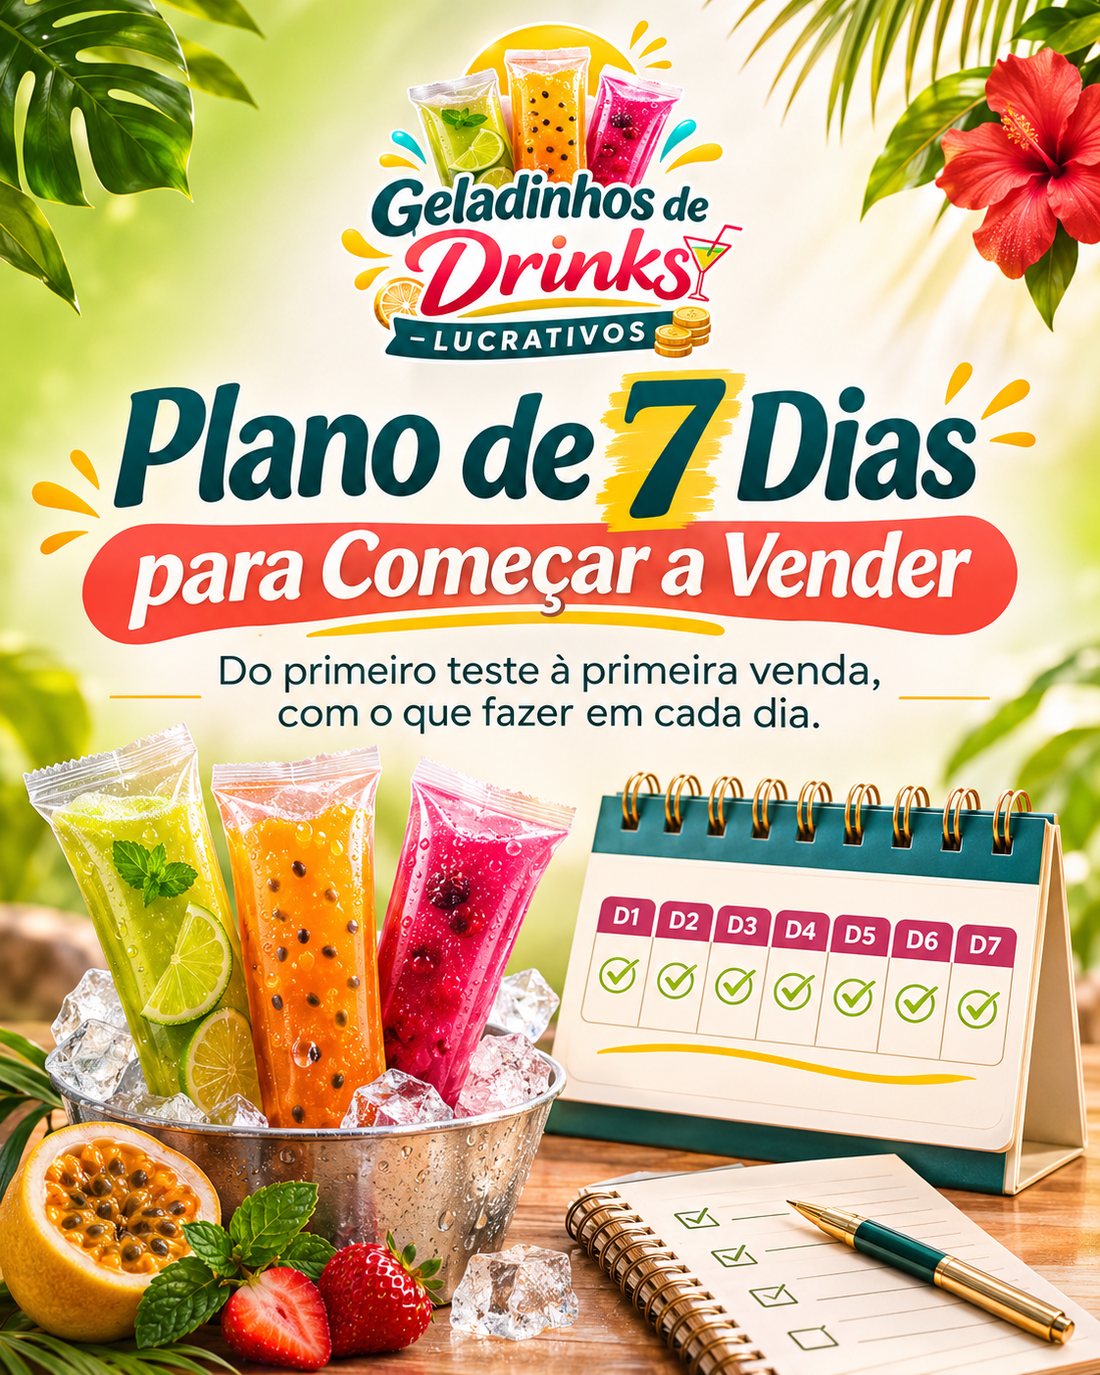 Geladinhos de
Drinks
LUCRATIVOS
Plano de 7 Dias
para Começar a Vender
Do primeiro teste à primeira venda,
com o que fazer em cada dia.
D1 D2 D3 D4 D5 D6 D7